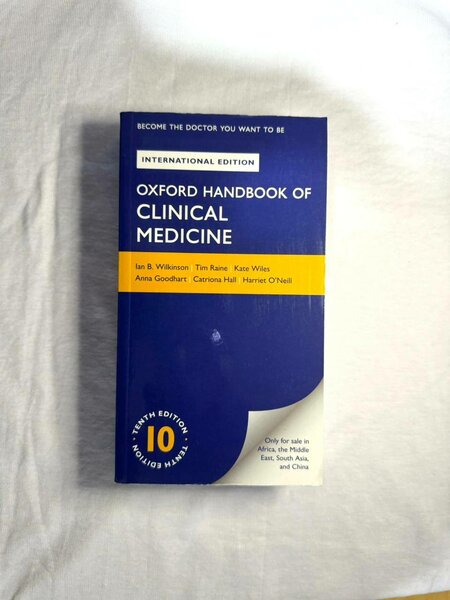 BECOME THE DOCTOR YOU WANT TO BE
INTERNATIONAL EDITION
OXFORD HANDBOOK OF
CLINICAL
MEDICINE
Ian B. Wilkinson | Tim Raine | Kate Wiles
Anna Goodhart | Catriona Hall | Harriet O'Neill
TENTH EDITION • TENTH EDITION •
10
Only for sale in
Africa, the Middle
East, South Asia,
and China